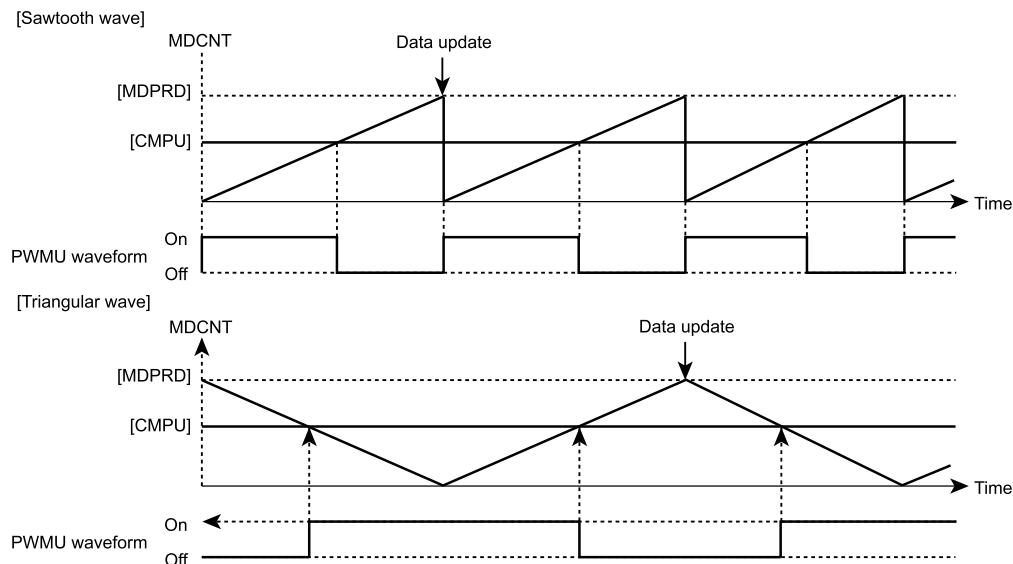 [Sawtooth wave]
MDCNT
Data update
[MDPRD]
[CMPU]
Time
On
PWMU waveform
Off
[Triangular wave]
MDCNT
Data update
[MDPRD]
[CMPU]
Time
On
PWMU waveform
Off